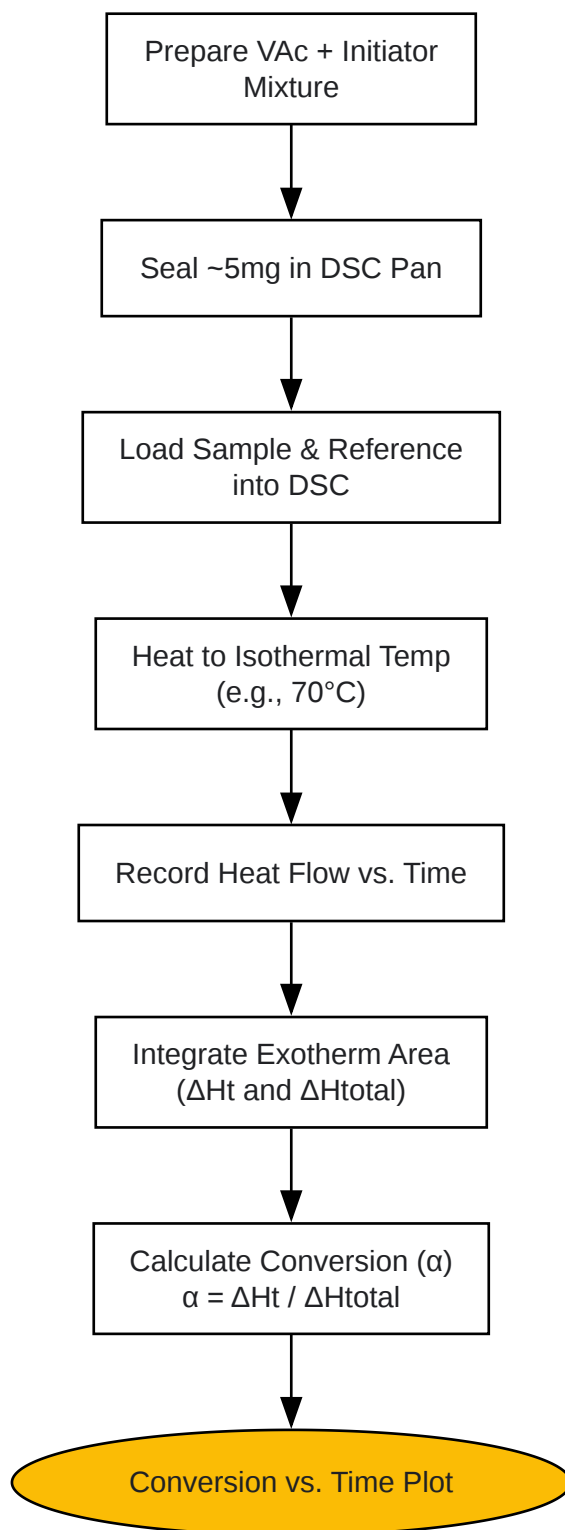 Prepare VAc + Initiator
Mixture
Seal ~5mg in DSC Pan
Load Sample & Reference
into DSC
Heat to Isothermal Temp
(e.g., 70°C)
Record Heat Flow vs. Time
Integrate Exotherm Area
(ΔHt and ΔHtotal)
Calculate Conversion (α)
α = ΔHt / ΔHtotal
Conversion vs. Time Plot